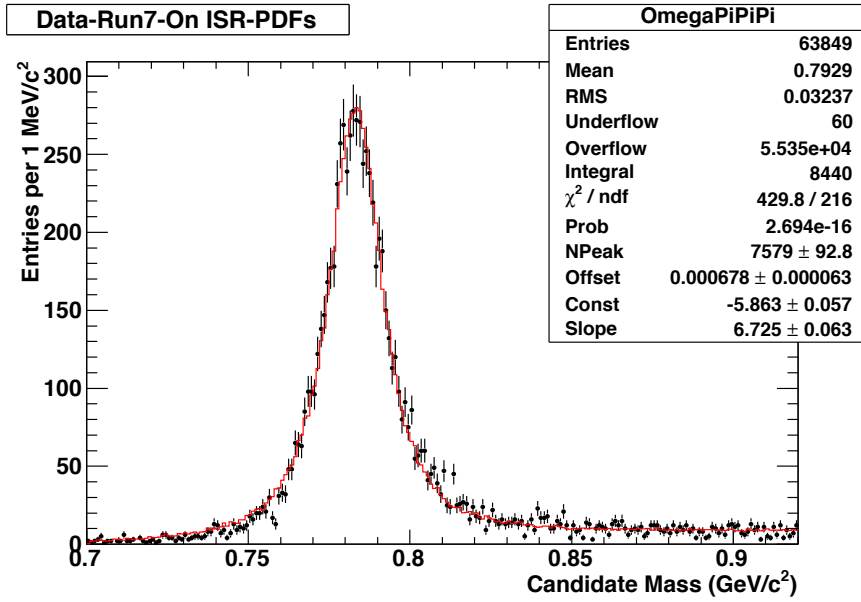 Data-Run7-On ISR-PDFs
OmegaPiPiPi
Entries 63849
Mean 0.7929
RMS 0.03237
Underflow 60
Overflow 5.535e+04
Integral 8440
χ² / ndf 429.8 / 216
Prob 2.694e-16
NPeak 7579 ± 92.8
Offset 0.000678 ± 0.000063
Const -5.863 ± 0.057
Slope 6.725 ± 0.063
Entries per 1 MeV/c²
300
250
200
150
100
50
0
0.7 0.75 0.8 0.85 0.9
Candidate Mass (GeV/c²)